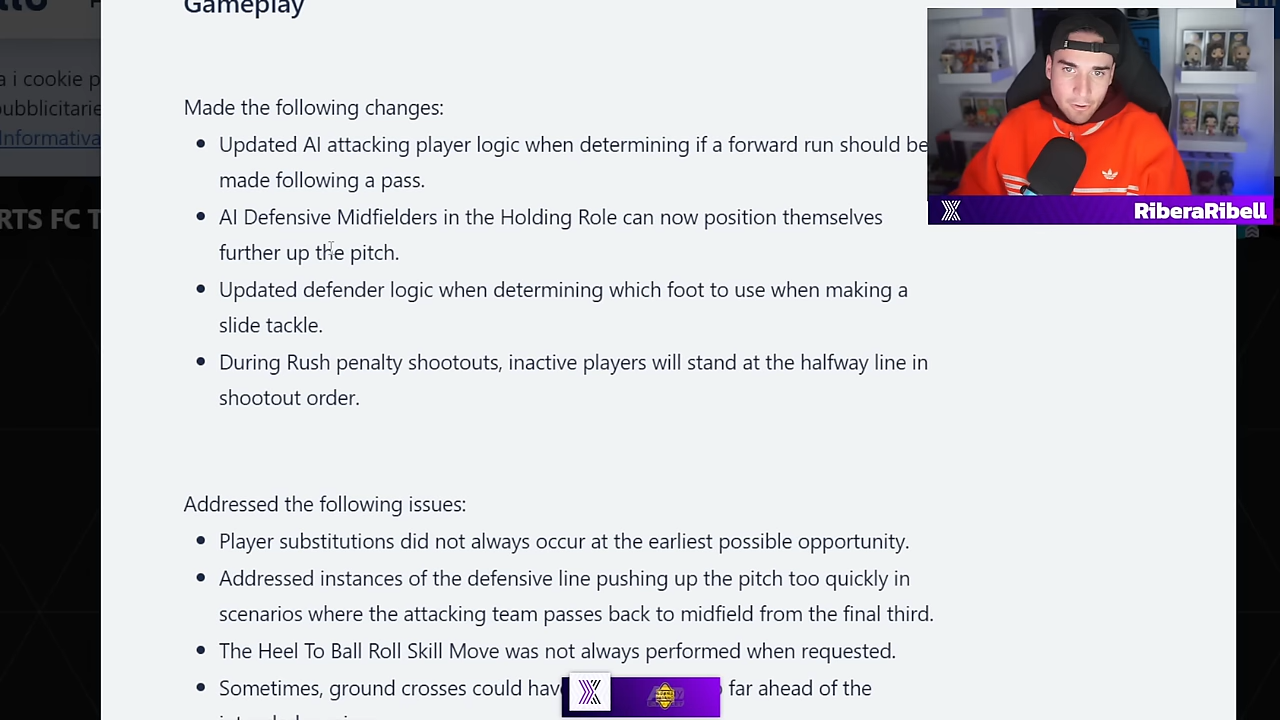 Gameplay
a i cookie p
pubblicitarie
Informativa
RTS FC T
Made the following changes:
Updated AI attacking player logic when determining if a forward run should be
made following a pass.
AI Defensive Midfielders in the Holding Role can now position themselves
further up the pitch.
Updated defender logic when determining which foot to use when making a
slide tackle.
During Rush penalty shootouts, inactive players will stand at the halfway line in
shootout order.
Addressed the following issues:
Player substitutions did not always occur at the earliest possible opportunity.
Addressed instances of the defensive line pushing up the pitch too quickly in
scenarios where the attacking team passes back to midfield from the final third.
The Heel To Ball Roll Skill Move was not always performed when requested.
Sometimes, ground crosses could hav far ahead of the
RiberaRibell